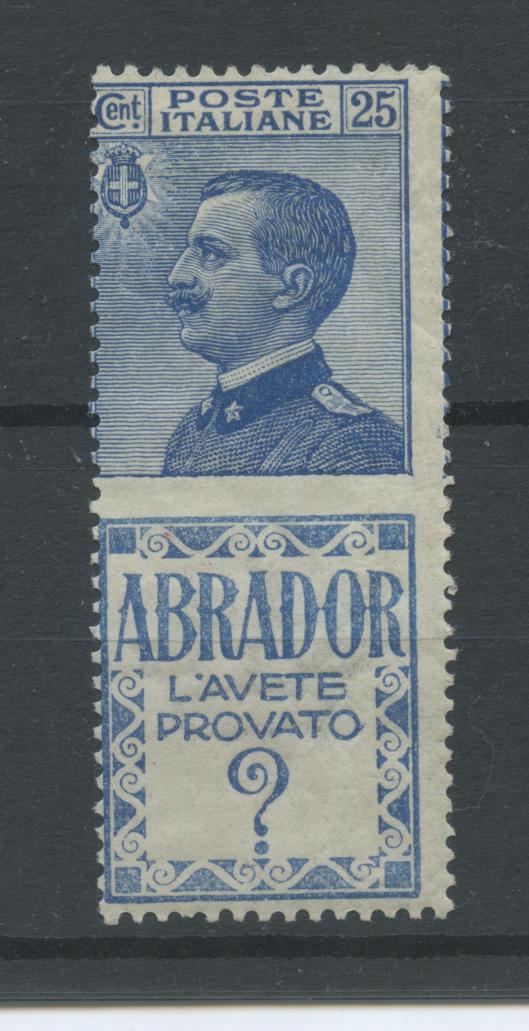 Cent. POSTE ITALIANE 25
ABRADOR
L'AVETE
PROVATO
?